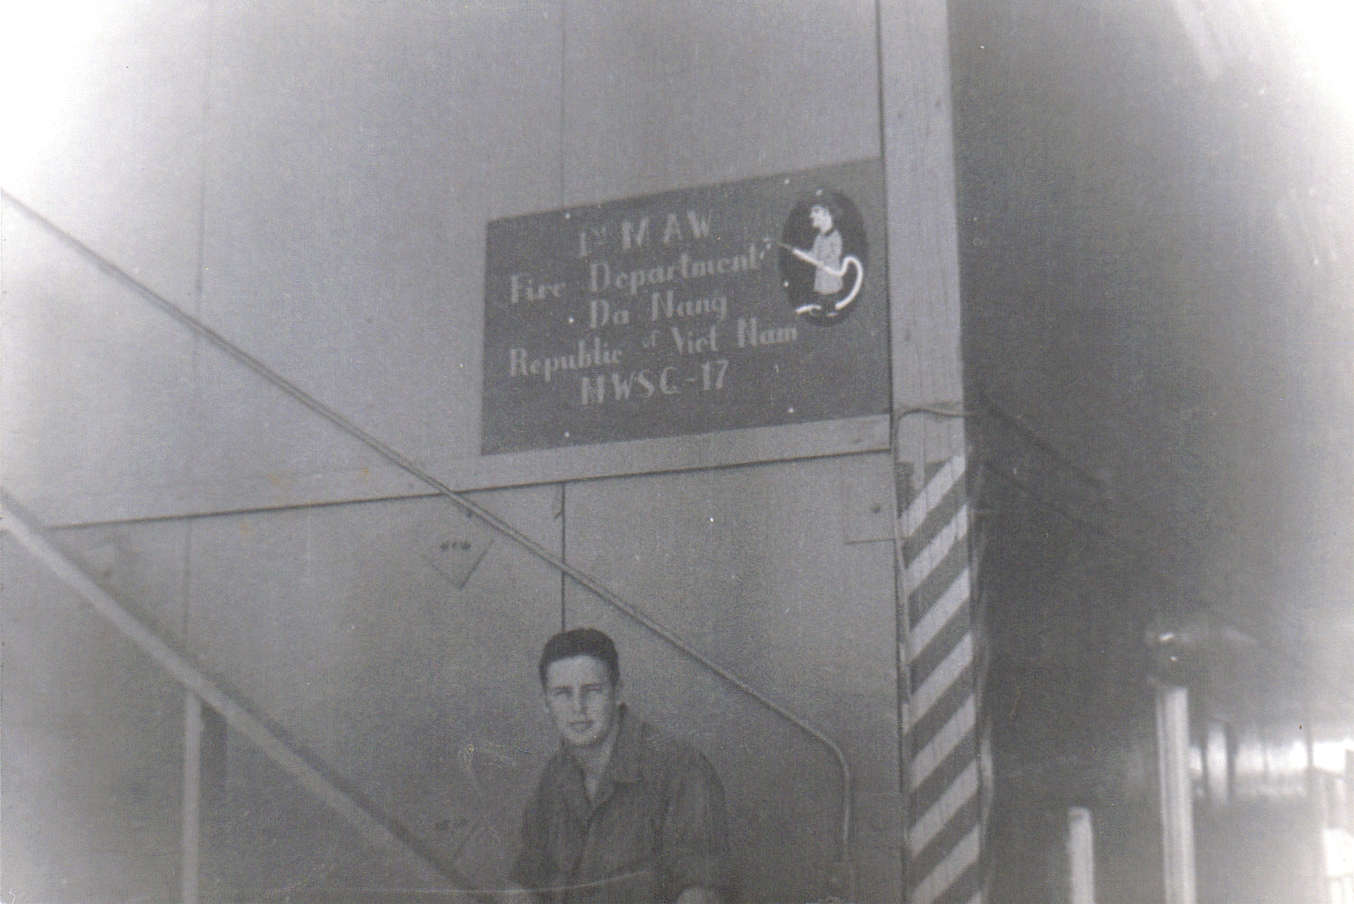 1st MAW
Fire Department
Da Nang
Republic of Viet Nam
MWSG-17